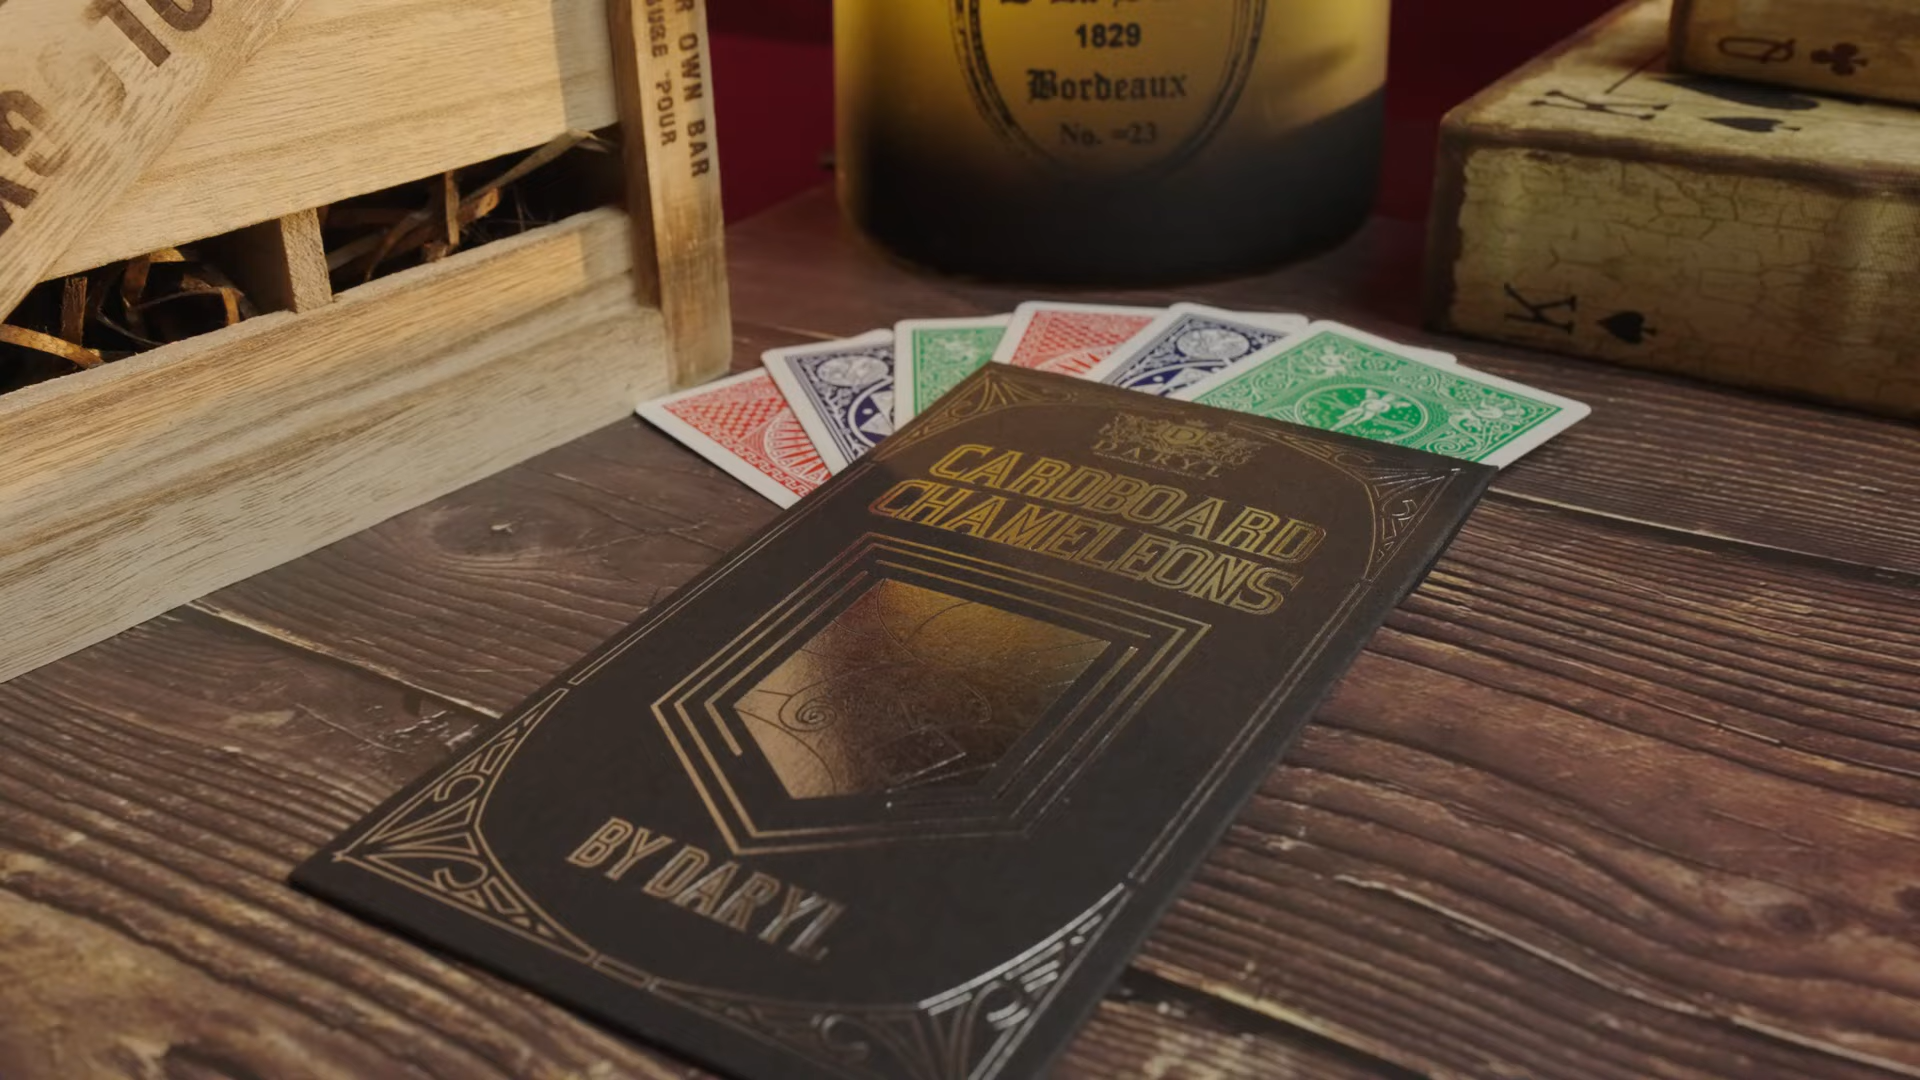 R OWN BAR
"POUR
1829
Bordeaux
No. =23
Q
K
K
DARYL
CARDBOARD
CHAMELEONS
BY DARYL